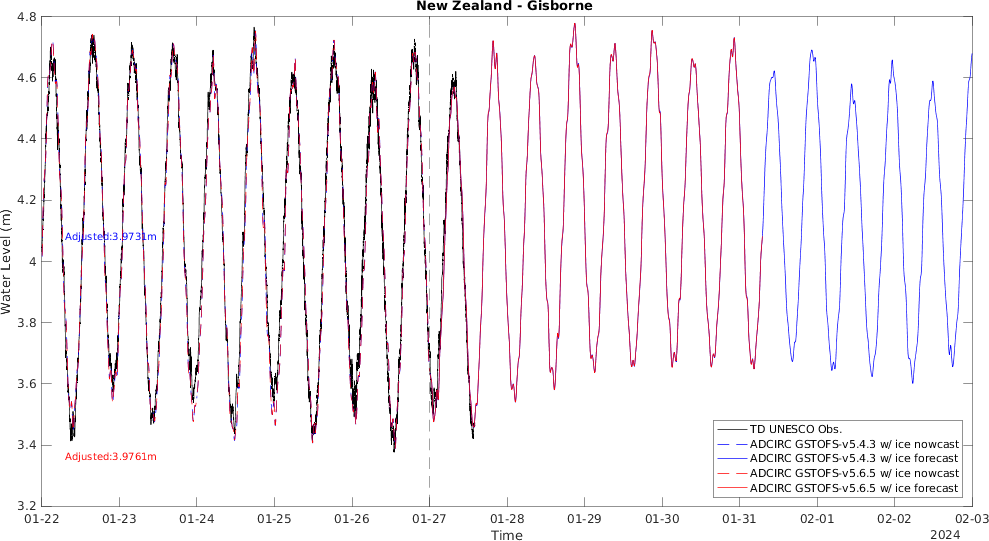 New Zealand - Gisborne
4.8
4.6
4.4
4.2
4
3.8
3.6
3.4
3.2
Water Level (m)
Adjusted:3.9731m
Adjusted:3.9761m
TD UNESCO Obs.
ADCIRC GSTOFS-v5.4.3 w/ ice nowcast
ADCIRC GSTOFS-v5.4.3 w/ ice forecast
ADCIRC GSTOFS-v5.6.5 w/ ice nowcast
ADCIRC GSTOFS-v5.6.5 w/ ice forecast
01-22 01-23 01-24 01-25 01-26 01-27 01-28 01-29 01-30 01-31 02-01 02-02 02-03
Time
2024